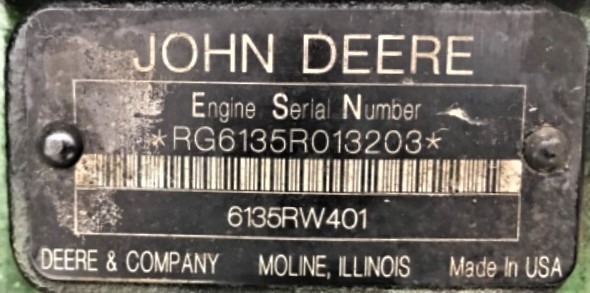 JOHN DEERE
Engine Serial Number
*RG6135R013203*
6135RW401
DEERE & COMPANY MOLINE, ILLINOIS Made In USA